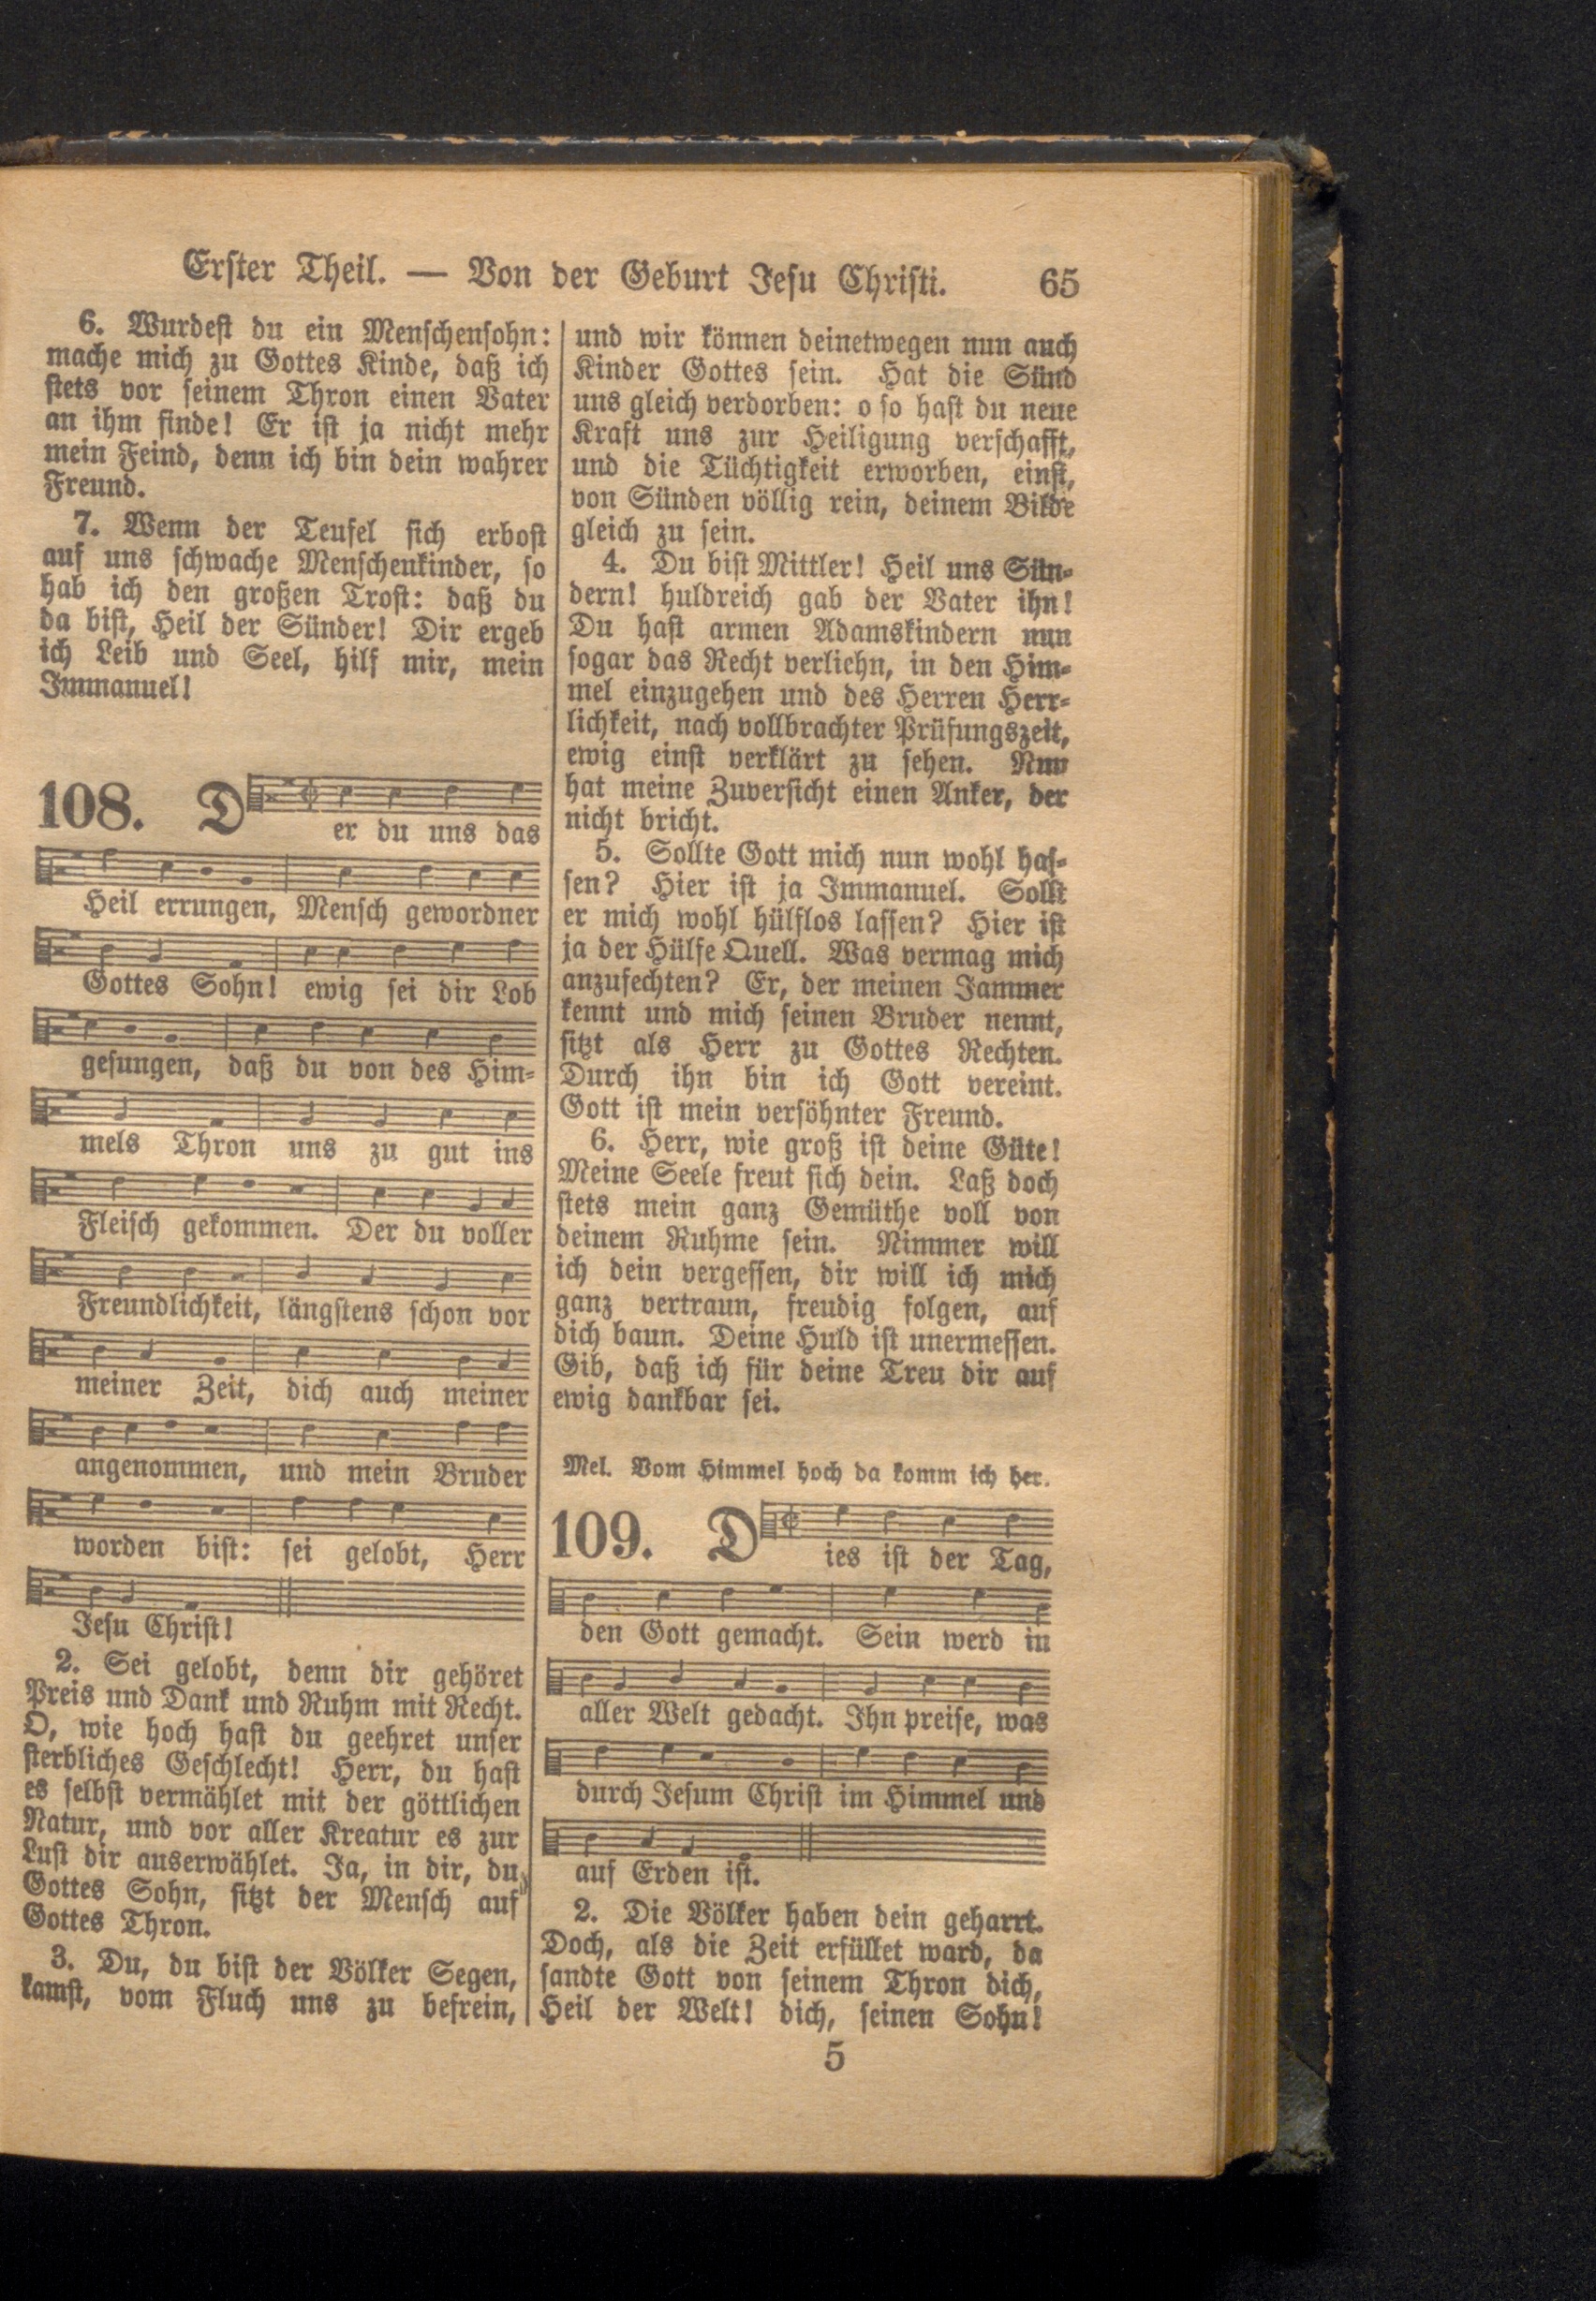 Erster Theil. — Von der Geburt Jesu Christi. 65
6. Wurdest du ein Menschensohn:
mache mich zu Gottes Kinde, daß ich
stets vor seinem Thron einen Vater
an ihm finde! Er ist ja nicht mehr
mein Feind, denn ich bin dein wahrer
Freund.
7. Wenn der Teufel sich erbost
auf uns schwache Menschenkinder, so
hab ich den großen Trost: daß du
da bist, Heil der Sünder! Dir ergeb
ich Leib und Seel, hilf mir, mein
Immanuel!
108. D
er du uns das
Heil errungen, Mensch gewordner
Gottes Sohn! ewig sei dir Lob
gesungen, daß du von des Him-
mels Thron uns zu gut ins
Fleisch gekommen. Der du voller
Freundlichkeit, längstens schon vor
meiner Zeit, dich auch meiner
angenommen, und mein Bruder
worden bist: sei gelobt, Herr
Jesu Christ!
2. Sei gelobt, denn dir gehöret
Preis und Dank und Ruhm mit Recht.
O, wie hoch hast du geehret unser
sterbliches Geschlecht! Herr, du hast
es selbst vermählet mit der göttlichen
Natur, und vor aller Kreatur es zur
Lust dir auserwählet. Ja, in dir, du
Gottes Sohn, sitzt der Mensch auf
Gottes Thron.
3. Du, du bist der Völker Segen,
kamst, vom Fluch uns zu befrein,
und wir können deinetwegen nun auch
Kinder Gottes sein. Hat die Sünd
uns gleich verdorben: o so hast du neue
Kraft uns zur Heiligung verschafft,
und die Tüchtigkeit erworben, einst,
von Sünden völlig rein, deinem Bilde
gleich zu sein.
4. Du bist Mittler! Heil uns Sün-
dern! huldreich gab der Vater ihn!
Du hast armen Adamskindern nun
sogar das Recht verliehn, in den Him-
mel einzugehen und des Herren Herr-
lichkeit, nach vollbrachter Prüfungszeit,
ewig einst verklärt zu sehen. Nun
hat meine Zuversicht einen Anker, der
nicht bricht.
5. Sollte Gott mich nun wohl has-
sen? Hier ist ja Immanuel. Sollt
er mich wohl hülflos lassen? Hier ist
ja der Hülfe Quell. Was vermag mich
anzufechten? Er, der meinen Jammer
kennt und mich seinen Bruder nennt,
sitzt als Herr zu Gottes Rechten.
Durch ihn bin ich Gott vereint.
Gott ist mein versöhnter Freund.
6. Herr, wie groß ist deine Güte!
Meine Seele freut sich dein. Laß doch
stets mein ganz Gemüthe voll von
deinem Ruhme sein. Nimmer will
ich dein vergessen, dir will ich mich
ganz vertraun, freudig folgen, auf
dich baun. Deine Huld ist unermessen.
Gib, daß ich für deine Treu dir auf
ewig dankbar sei.
Mel. Vom Himmel hoch da komm ich her.
109. D
ies ist der Tag,
den Gott gemacht. Sein werd in
aller Welt gedacht. Ihn preise, was
durch Jesum Christ im Himmel und
auf Erden ist.
2. Die Völker haben dein geharrt.
Doch, als die Zeit erfüllet ward, da
sandte Gott von seinem Thron dich,
Heil der Welt! dich, seinen Sohn!
5